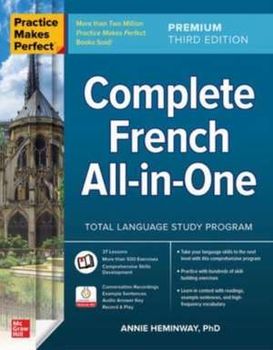 Practice
Makes
Perfect
More than Two Million
Practice Makes Perfect
Books Sold!
PREMIUM
THIRD EDITION
Complete
French
All-in-One
TOTAL LANGUAGE STUDY PROGRAM
37 Lessons
More than 500 Exercises
Comprehensive Skills
Development
Conversation Recordings
Example Sentences
Audio Answer Key
Record & Play
Take your language skills to the next
level with this comprehensive program
Practice with hundreds of skill-
building exercises
Learn in context with readings,
example sentences, and high-
frequency vocabulary
Mc
Graw
Hill
ANNIE HEMINWAY, PhD